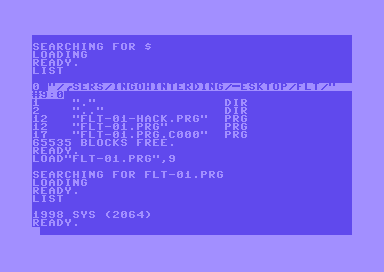 SEARCHING FOR $
LOADING
READY.
LIST
0 "//SERS/INGOHINTERDING/─ESKTOP/FLT/"
H9:0
1 "." DIR
2 ".." DIR
12 "FLT-01-HACK.PRG" PRG
12 "FLT-01.PRG" PRG
17 "FLT-01.PRG.C000" PRG
65535 BLOCKS FREE.
READY.
LOAD"FLT-01.PRG",9
SEARCHING FOR FLT-01.PRG
LOADING
READY.
LIST
1998 SYS (2064)
READY.